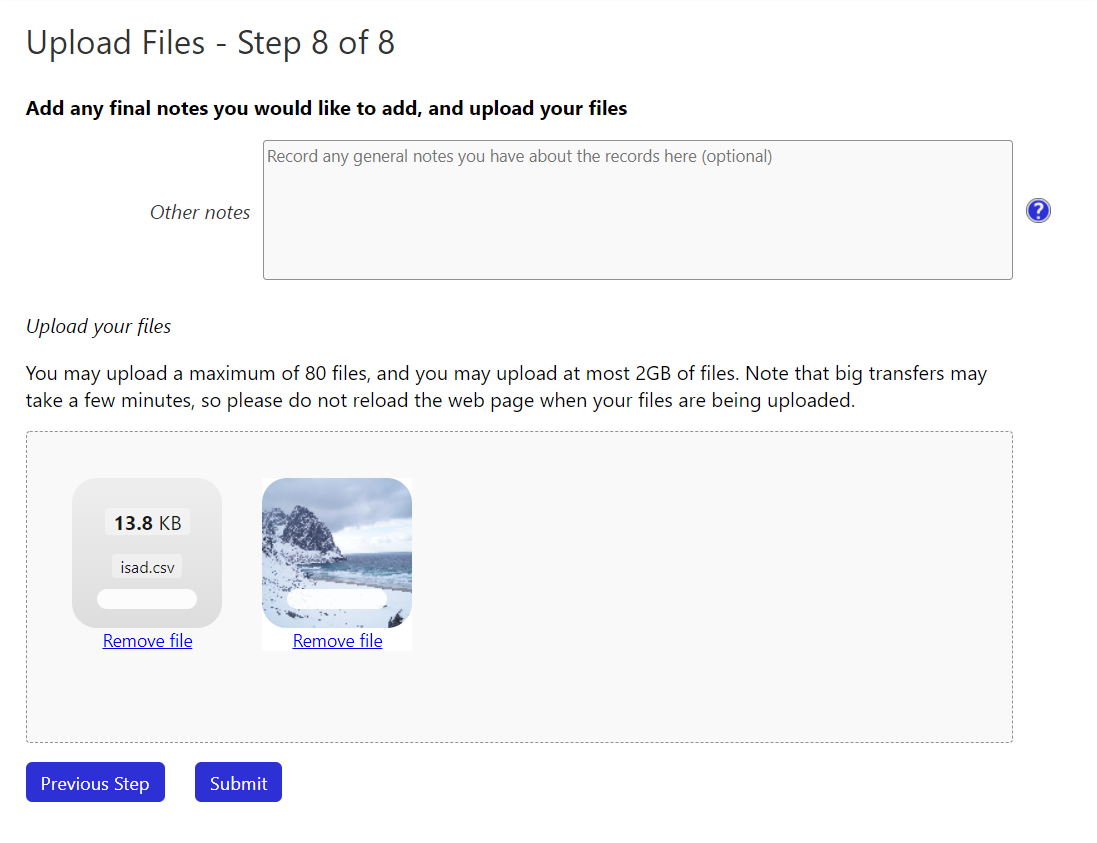 Upload Files - Step 8 of 8
Add any final notes you would like to add, and upload your files
Record any general notes you have about the records here (optional)
Other notes
?
Upload your files
You may upload a maximum of 80 files, and you may upload at most 2GB of files. Note that big transfers may
take a few minutes, so please do not reload the web page when your files are being uploaded.
13.8 KB
isad.csv
Remove file
Remove file
Previous Step
Submit